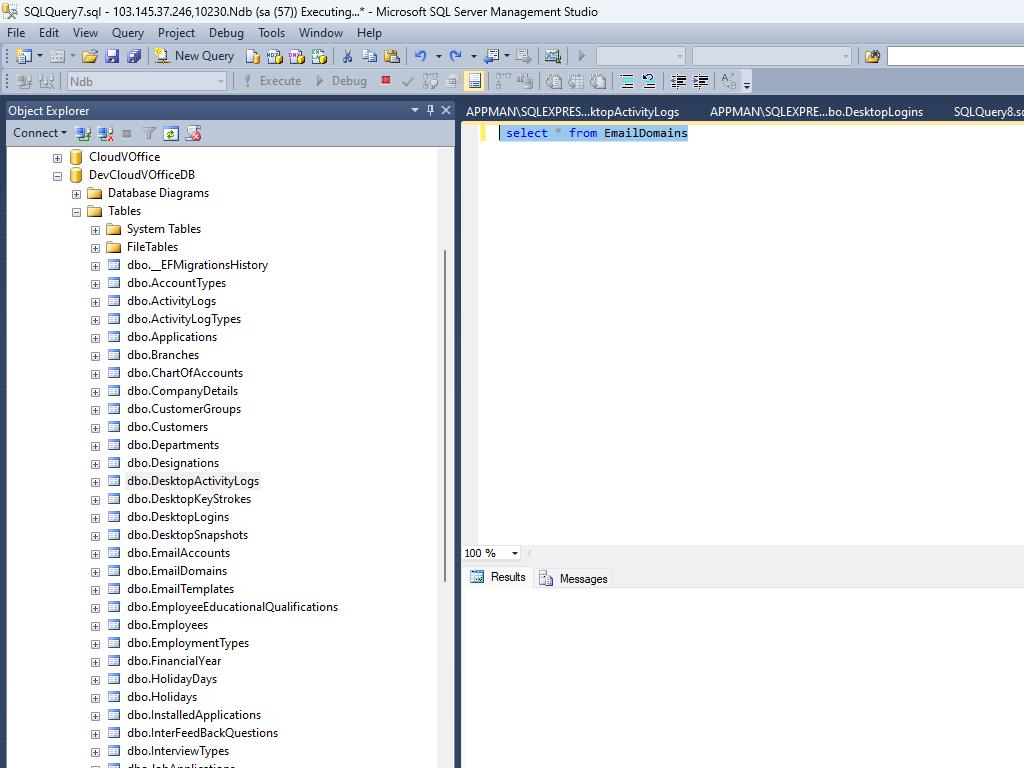 SQLQuery7.sql - 103.145.37.246,10230.Ndb (sa (57)) Executing...* - Microsoft SQL Server Management Studio
File Edit View Query Project Debug Tools Window Help
New Query
Ndb Execute Debug
Object Explorer
Connect
APPMAN\SQLEXPRES...ktopActivityLogs APPMAN\SQLEXPRE...bo.DesktopLogins
select * from EmailDomains
CloudVOffice
DevCloudVOfficeDB
Database Diagrams
Tables
System Tables
FileTables
dbo.__EFMigrationsHistory
dbo.AccountTypes
dbo.ActivityLogs
dbo.ActivityLogTypes
dbo.Applications
dbo.Branches
dbo.ChartOfAccounts
dbo.CompanyDetails
dbo.CustomerGroups
dbo.Customers
dbo.Departments
dbo.Designations
dbo.DesktopActivityLogs
dbo.DesktopKeyStrokes
dbo.DesktopLogins
dbo.DesktopSnapshots
dbo.EmailAccounts
dbo.EmailDomains
dbo.EmailTemplates
dbo.EmployeeEducationalQualifications
dbo.Employees
dbo.EmploymentTypes
dbo.FinancialYear
dbo.HolidayDays
dbo.Holidays
dbo.InstalledApplications
dbo.InterFeedBackQuestions
dbo.InterviewTypes
100 %
Results Messages